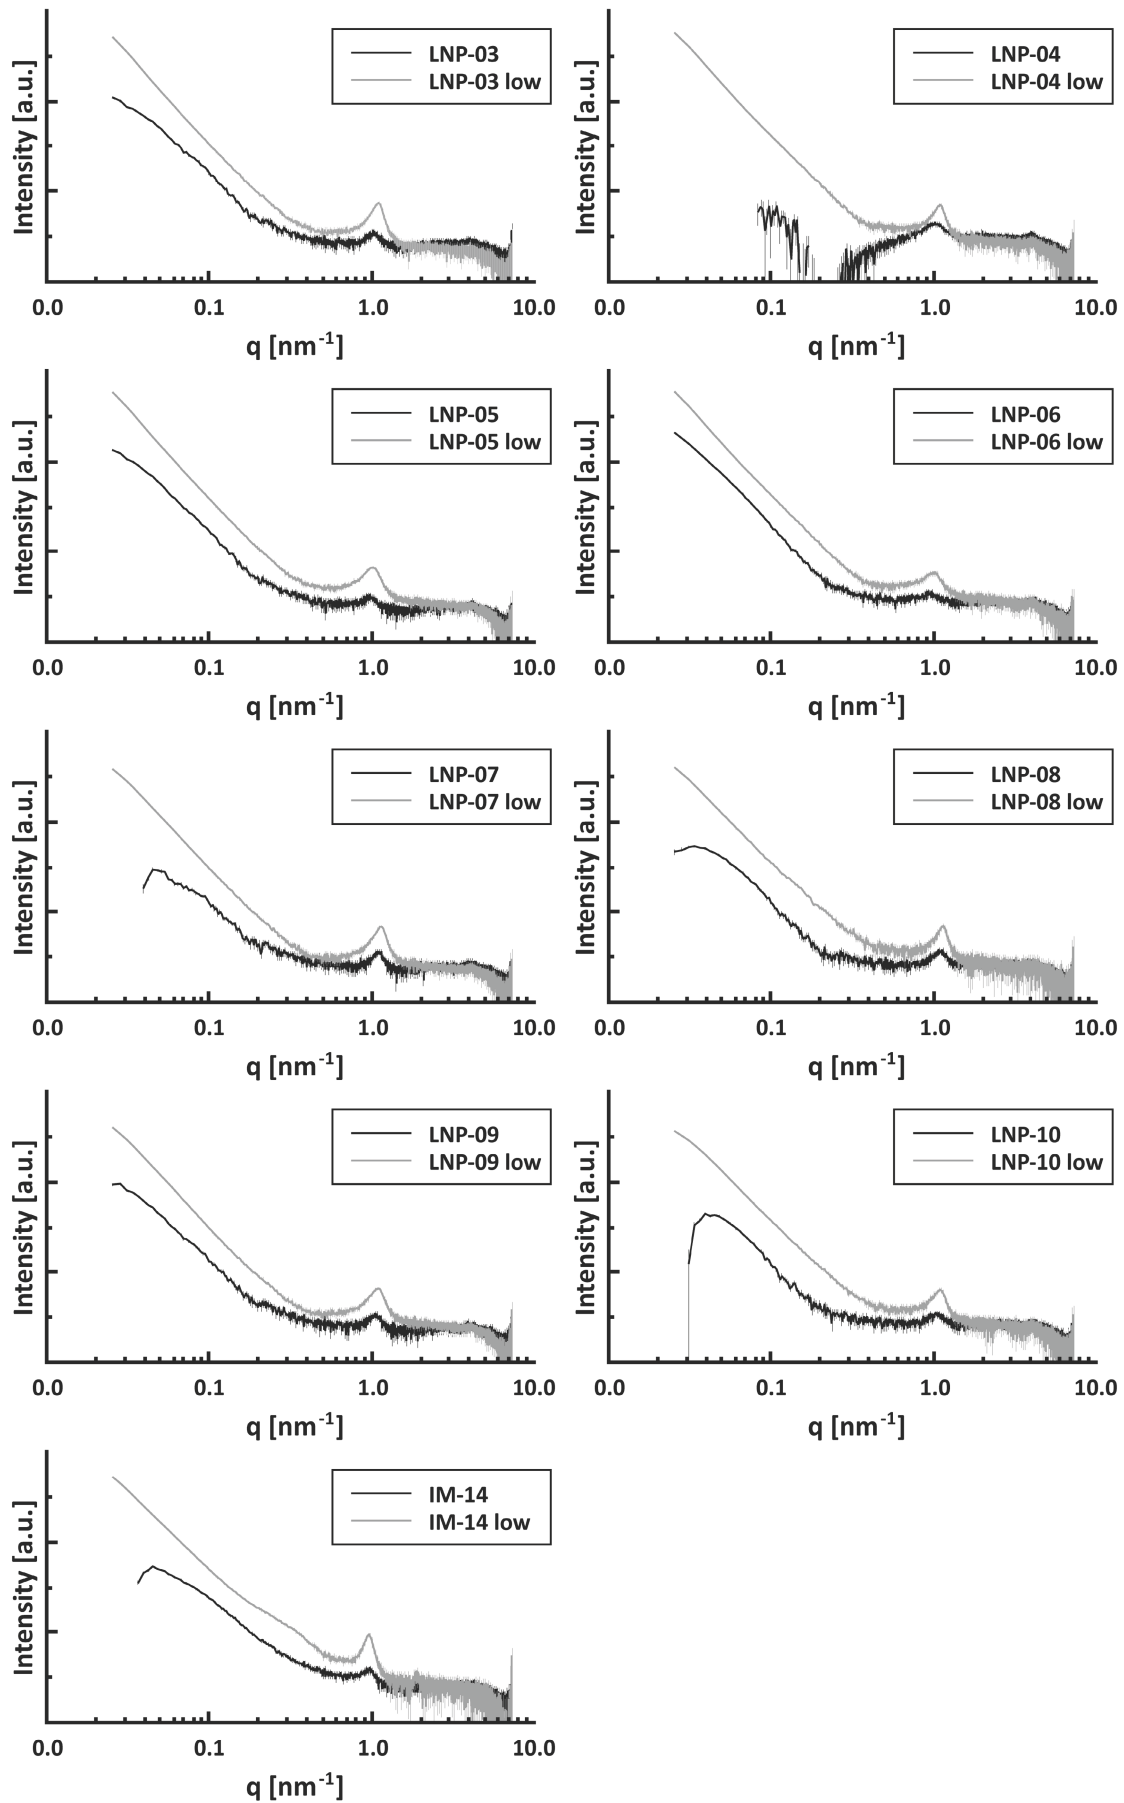 LNP-03
LNP-03 low
Intensity [a.u.]
0.0 0.1 1.0 10.0
q [nm⁻¹]
LNP-04
LNP-04 low
Intensity [a.u.]
0.0 0.1 1.0 10.0
q [nm⁻¹]
LNP-05
LNP-05 low
Intensity [a.u.]
0.0 0.1 1.0 10.0
q [nm⁻¹]
LNP-06
LNP-06 low
Intensity [a.u.]
0.0 0.1 1.0 10.0
q [nm⁻¹]
LNP-07
LNP-07 low
Intensity [a.u.]
0.0 0.1 1.0 10.0
q [nm⁻¹]
LNP-08
LNP-08 low
Intensity [a.u.]
0.0 0.1 1.0 10.0
q [nm⁻¹]
LNP-09
LNP-09 low
Intensity [a.u.]
0.0 0.1 1.0 10.0
q [nm⁻¹]
LNP-10
LNP-10 low
Intensity [a.u.]
0.0 0.1 1.0 10.0
q [nm⁻¹]
IM-14
IM-14 low
Intensity [a.u.]
0.0 0.1 1.0 10.0
q [nm⁻¹]